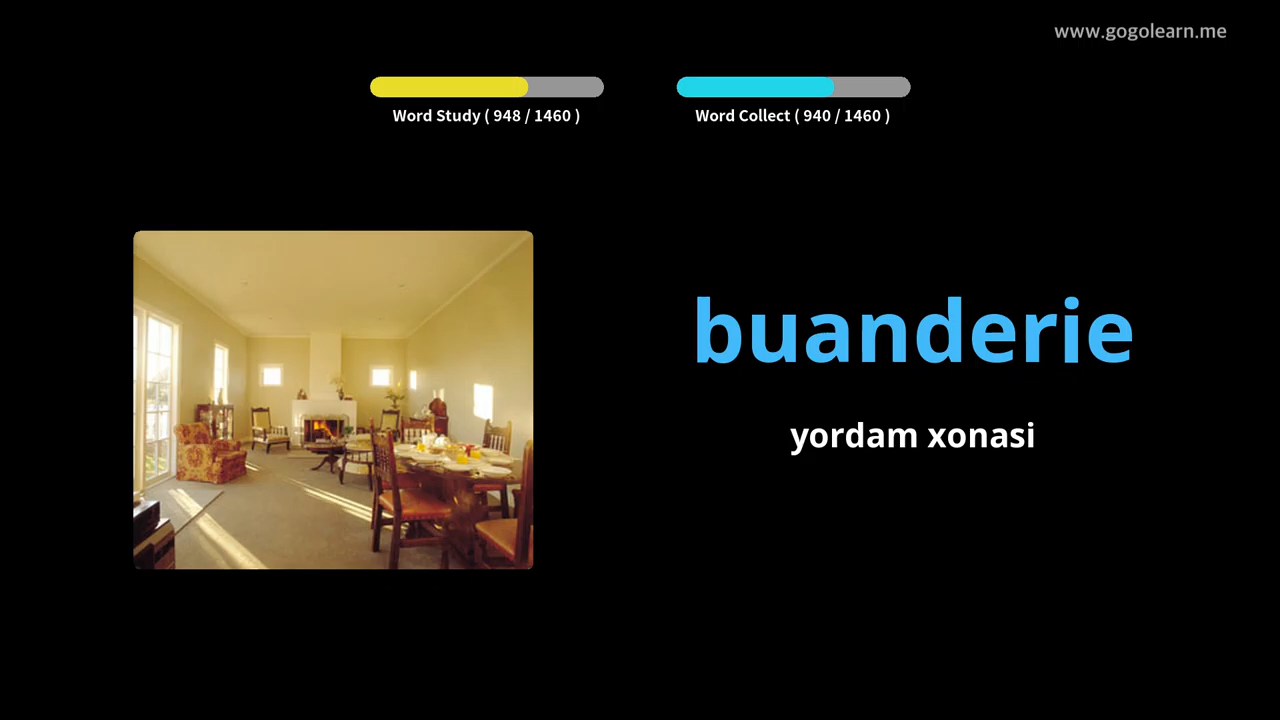 www.gogolearn.me
Word Study ( 948 / 1460 )
Word Collect ( 940 / 1460 )
buanderie
yordam xonasi